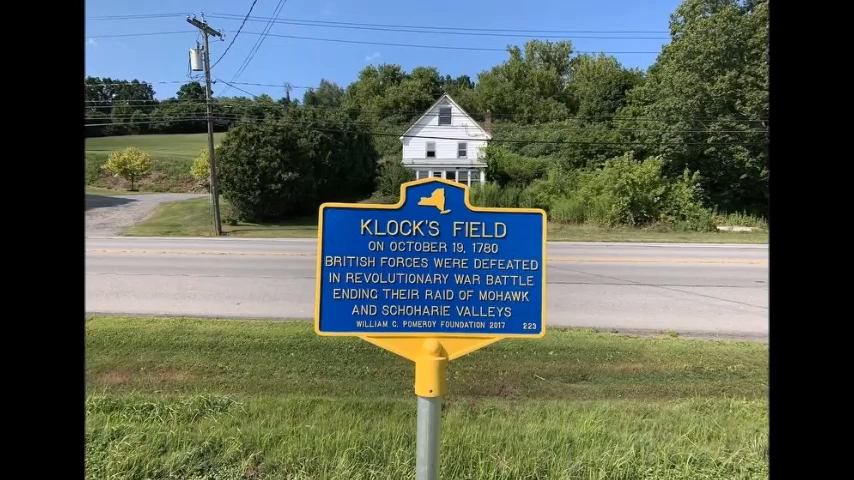 KLOCK'S FIELD
ON OCTOBER 19, 1780
BRITISH FORCES WERE DEFEATED
IN REVOLUTIONARY WAR BATTLE
ENDING THEIR RAID OF MOHAWK
AND SCHOHARIE VALLEYS
WILLIAM C. POMEROY FOUNDATION 2017 223